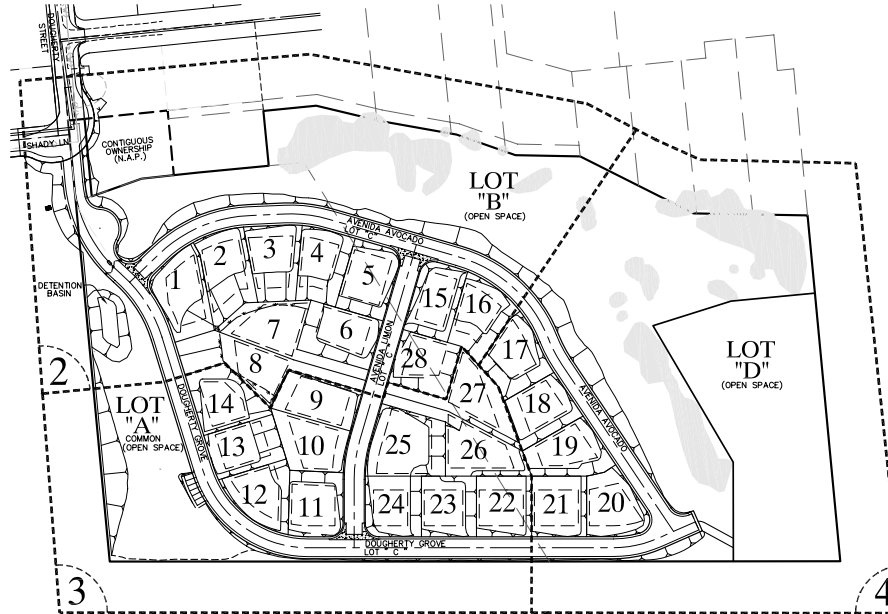 DOUGHERTY
STREET
SHADY LN
CONTIGUOUS
OWNERSHIP
(N.A.P.)
LOT
"B"
(OPEN SPACE)
AVENIDA AVOCADO
LOT "C"
1
2
3
4
5
15
16
DETENTION
BASIN
7
6
17
8
AVENIDA LIMON
LOT "C"
28
LOT
"D"
(OPEN SPACE)
2
27
LOT
"A"
COMMON
(OPEN SPACE)
DOUGHERTY GROVE
14
9
18
AVENIDA AVOCADO
13
10
25
26
19
12
11
24
23
22
21
20
DOUGHERTY GROVE
LOT "C"
3
4